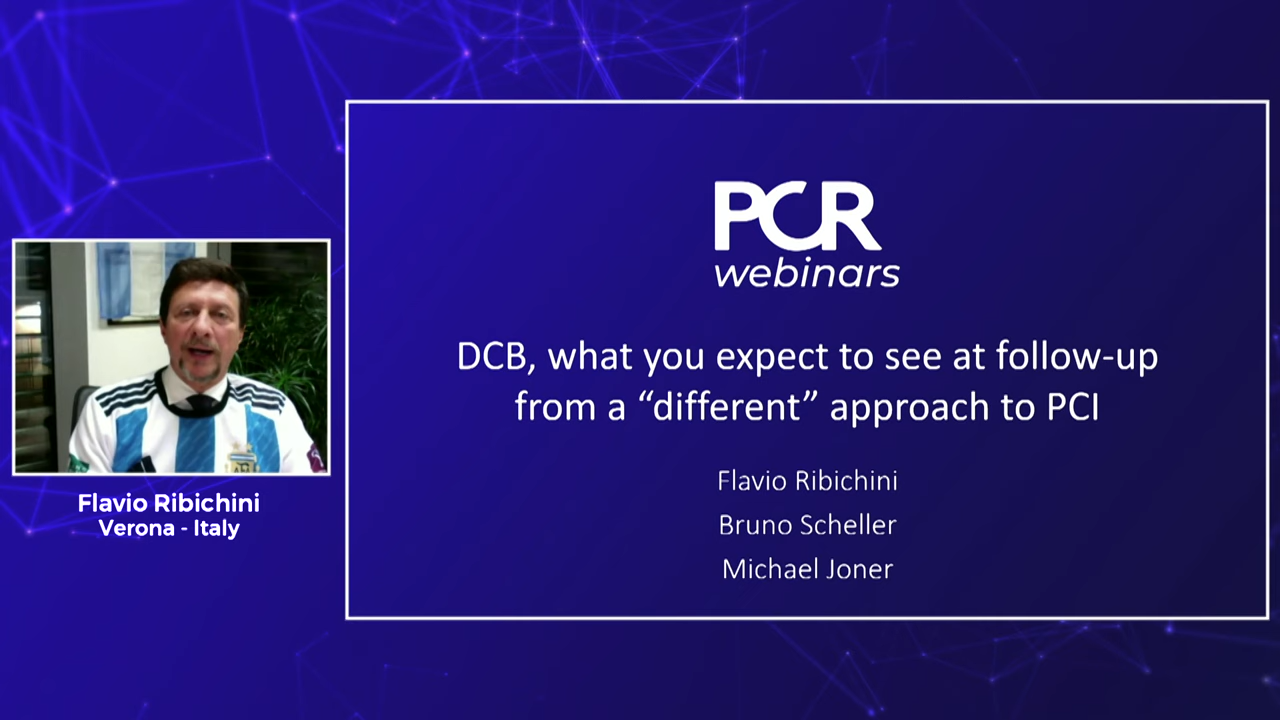 PCR
webinars
DCB, what you expect to see at follow-up
from a “different” approach to PCI
Flavio Ribichini
Bruno Scheller
Michael Joner
Flavio Ribichini
Verona - Italy